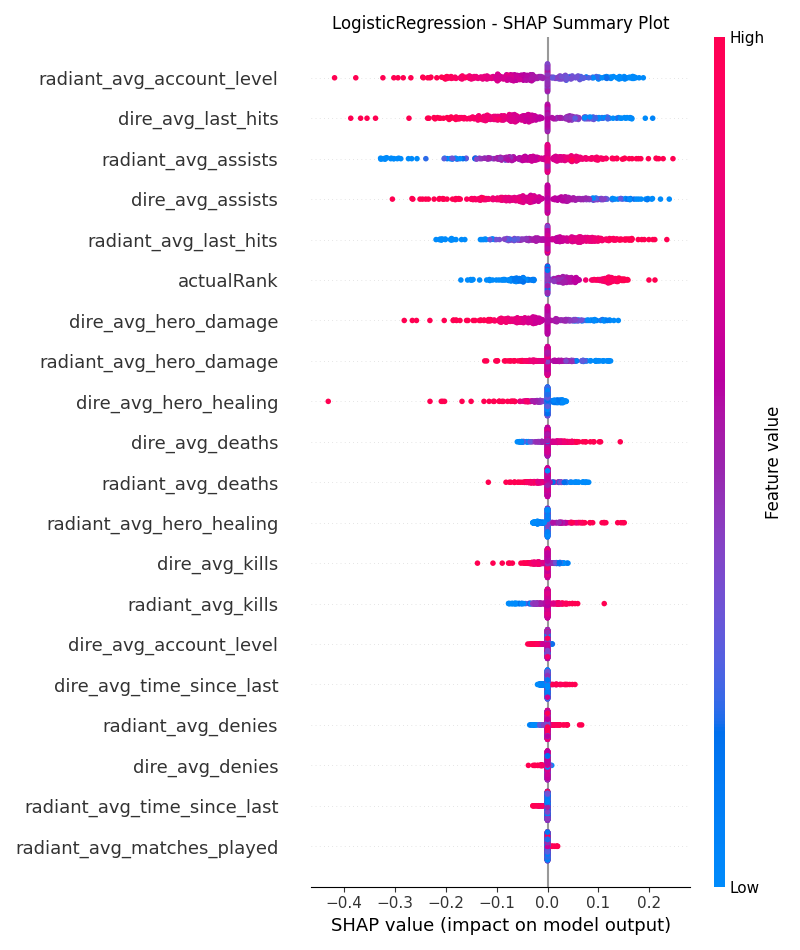 LogisticRegression - SHAP Summary Plot
High
radiant_avg_account_level
dire_avg_last_hits
radiant_avg_assists
dire_avg_assists
radiant_avg_last_hits
actualRank
dire_avg_hero_damage
radiant_avg_hero_damage
dire_avg_hero_healing
dire_avg_deaths
radiant_avg_deaths
radiant_avg_hero_healing
dire_avg_kills
radiant_avg_kills
dire_avg_account_level
dire_avg_time_since_last
radiant_avg_denies
dire_avg_denies
radiant_avg_time_since_last
radiant_avg_matches_played
Feature value
Low
−0.4 −0.3 −0.2 −0.1 0.0 0.1 0.2
SHAP value (impact on model output)